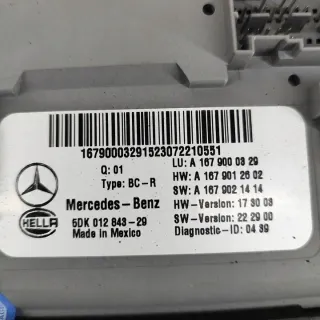 16790003291523072210551
Q: 01
Type: BC-R
LU: A 167 900 03 29
HW: A 167 901 26 02
SW: A 167 902 14 14
Mercedes-Benz
HW-Version: 17 30 03
HELLA
5DK 012 843-29
SW-Version: 22 29 00
Made in Mexico
Diagnostic-ID: 04 39